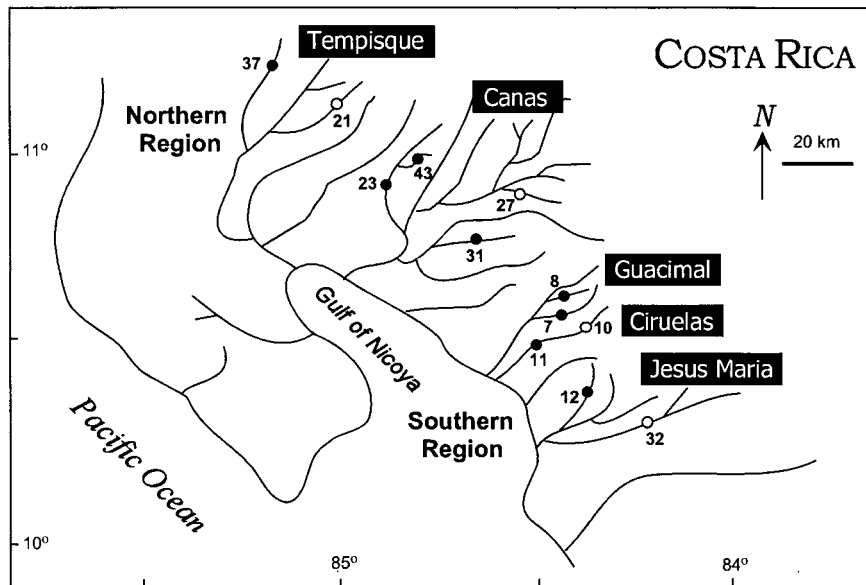 COSTA RICA
Tempisque
37
Canas
N
20 km
21
Northern
Region
11°
43
23
27
31
Guacimal
8
Gulf of Nicoya
7
10
Ciruelas
11
Jesus Maria
12
Southern
Region
32
Pacific Ocean
10°
85°
84°